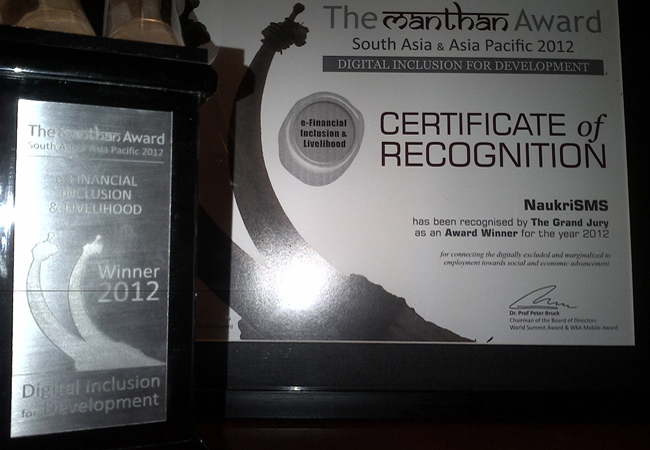 The manthan Award
South Asia & Asia Pacific 2012
DIGITAL INCLUSION FOR DEVELOPMENT
e-Financial
Inclusion &
Livelihood
CERTIFICATE of
RECOGNITION
NaukriSMS
has been recognised by The Grand Jury
as an Award Winner for the year 2012
for connecting the digitally excluded and marginalized to
employment towards social and economic advancement
Dr. Prof Peter Bruck
Chairman of the Board of Directors
World Summit Award & WSA Mobile Award
The manthan Award
South Asia & Asia Pacific 2012
e-FINANCIAL
INCLUSION
& LIVELIHOOD
Winner
2012
Digital Inclusion
for Development